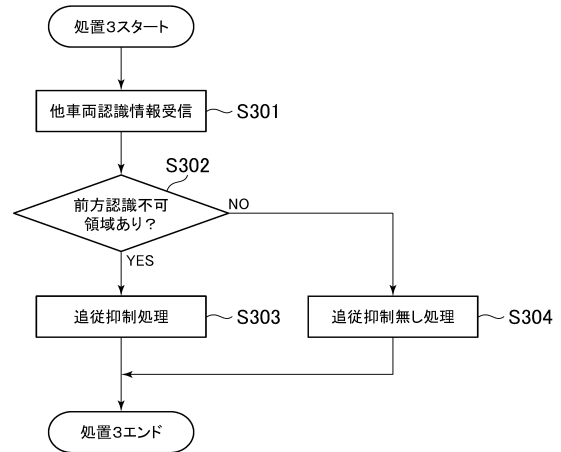 処置3スタート
他車両認識情報受信
S301
S302
前方認識不可
領域あり?
NO
YES
追従抑制処理
S303
追従抑制無し処理
S304
処置3エンド